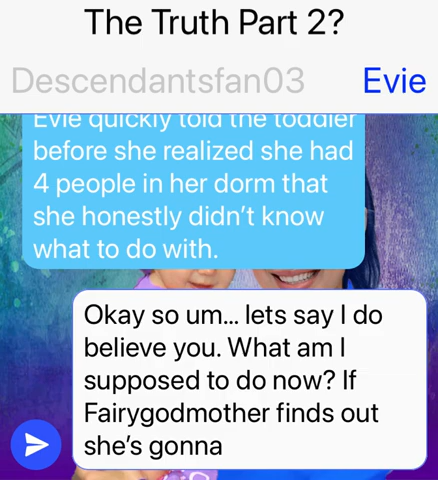 The Truth Part 2?
Descendantsfan03 Evie
Evie quickly told the toddler
before she realized she had
4 people in her dorm that
she honestly didn’t know
what to do with.
Okay so um... lets say I do
believe you. What am I
supposed to do now? If
Fairygodmother finds out
she’s gonna